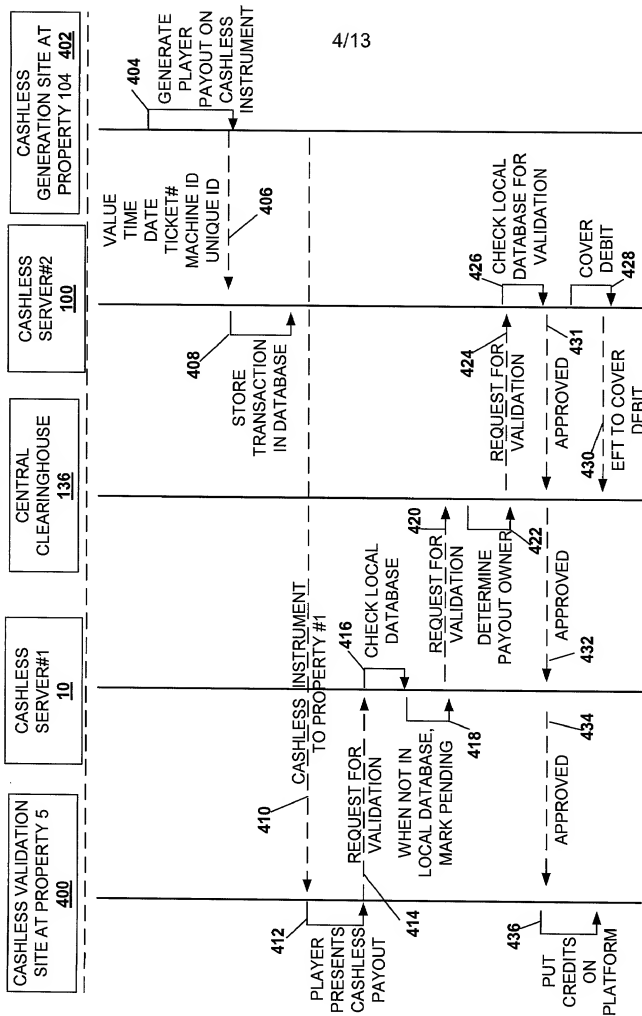 4/13
CASHLESS VALIDATION
SITE AT PROPERTY 5
400
CASHLESS
SERVER#1
10
CENTRAL
CLEARINGHOUSE
136
CASHLESS
SERVER#2
100
CASHLESS
GENERATION SITE AT
PROPERTY 104 402
404
GENERATE
PLAYER
PAYOUT ON
CASHLESS
INSTRUMENT
VALUE
TIME
DATE
TICKET#
MACHINE ID
UNIQUE ID
406
408
STORE
TRANSACTION
IN DATABASE
410
CASHLESS INSTRUMENT
TO PROPERTY #1
412
PLAYER
PRESENTS
CASHLESS
PAYOUT
414
REQUEST FOR
VALIDATION
416
CHECK LOCAL
DATABASE
418
WHEN NOT IN
LOCAL DATABASE,
MARK PENDING
420
REQUEST FOR
VALIDATION
422
DETERMINE
PAYOUT OWNER
424
REQUEST FOR
VALIDATION
426
CHECK LOCAL
DATABASE FOR
VALIDATION
431
APPROVED
428
COVER
DEBIT
430
EFT TO COVER
DEBIT
APPROVED
432
APPROVED
434
436
PUT
CREDITS
ON
PLATFORM